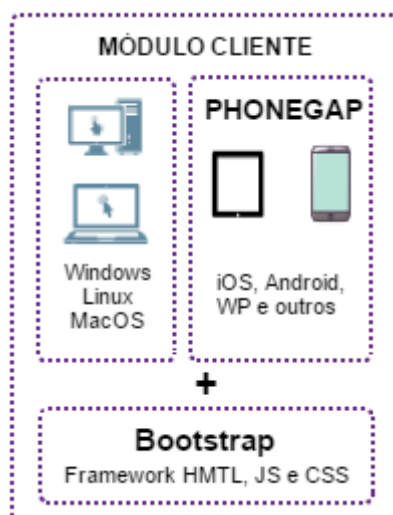 MÓDULO CLIENTE
Windows
Linux
MacOS
PHONEGAP
iOS, Android,
WP e outros
+
Bootstrap
Framework HMTL, JS e CSS